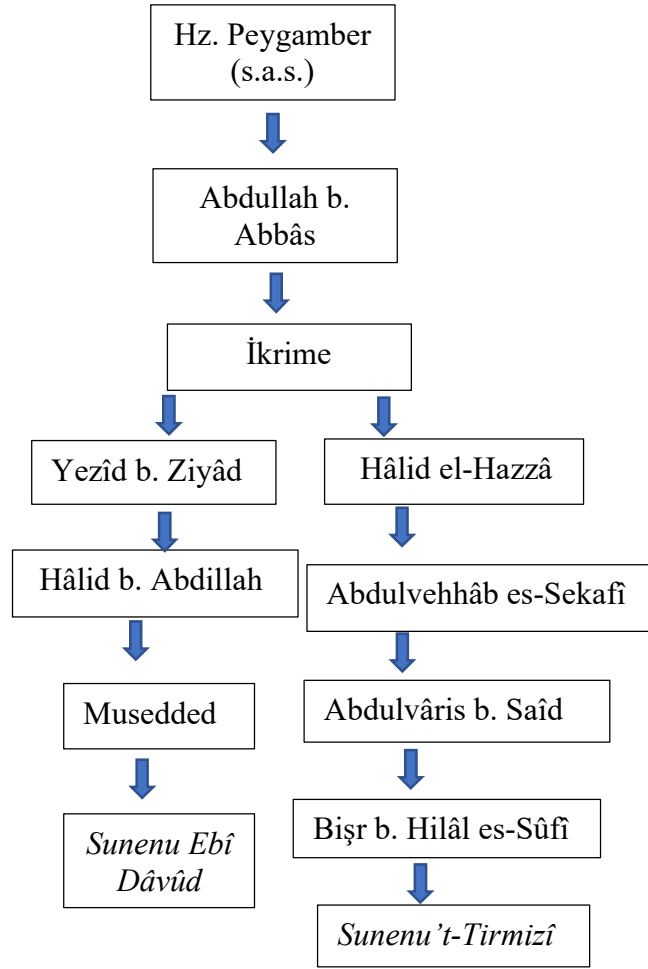 Hz. Peygamber
(s.a.s.)
Abdullah b.
Abbâs
İkrime
Yezîd b. Ziyâd
Hâlid el-Hazzâ
Hâlid b. Abdillah
Abdulvehhâb es-Sekafî
Musedded
Abdulvâris b. Saîd
Sunenu Ebî
Dâvûd
Bişr b. Hilâl es-Sûfî
Sunenu’t-Tirmizî